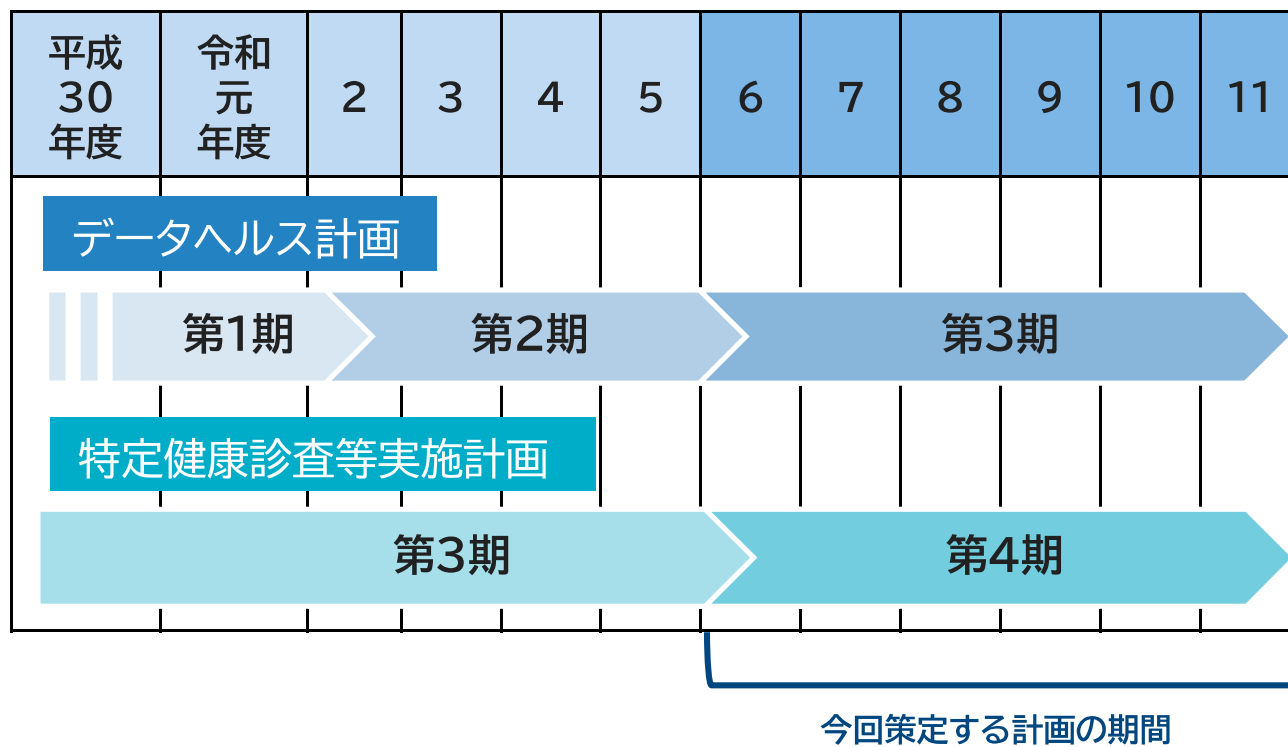 平成
30
年度
令和
元
年度
2
3
4
5
6
7
8
9
10
11
データヘルス計画
第1期
第2期
第3期
特定健康診査等実施計画
第3期
第4期
今回策定する計画の期間